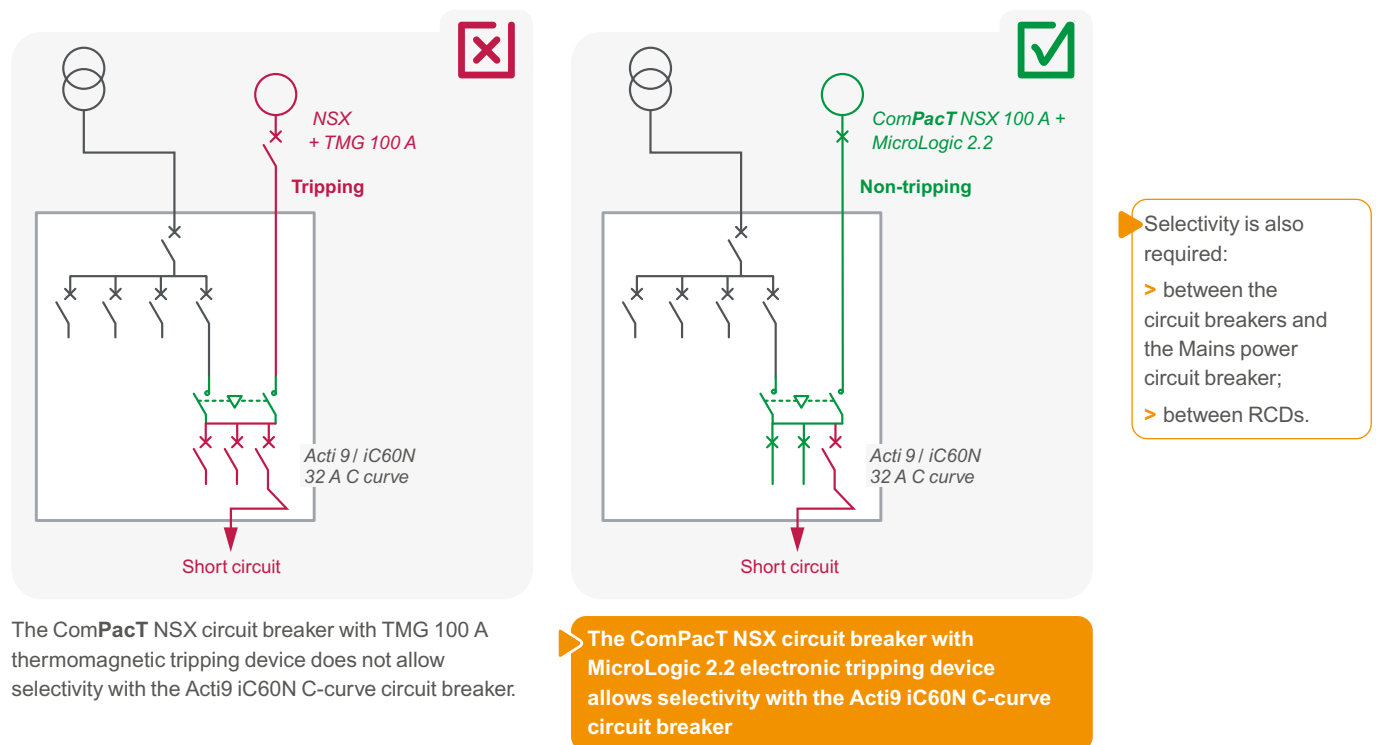 NSX
+ TMG 100 A
Tripping
Acti 9 / iC60N
32 A C curve
Short circuit
The ComPacT NSX circuit breaker with TMG 100 A
thermomagnetic tripping device does not allow
selectivity with the Acti9 iC60N C-curve circuit breaker.
ComPacT NSX 100 A +
MicroLogic 2.2
Non-tripping
Acti 9 / iC60N
32 A C curve
Short circuit
The ComPacT NSX circuit breaker with
MicroLogic 2.2 electronic tripping device
allows selectivity with the Acti9 iC60N C-curve
circuit breaker
Selectivity is also
required:
> between the
circuit breakers and
the Mains power
circuit breaker;
> between RCDs.